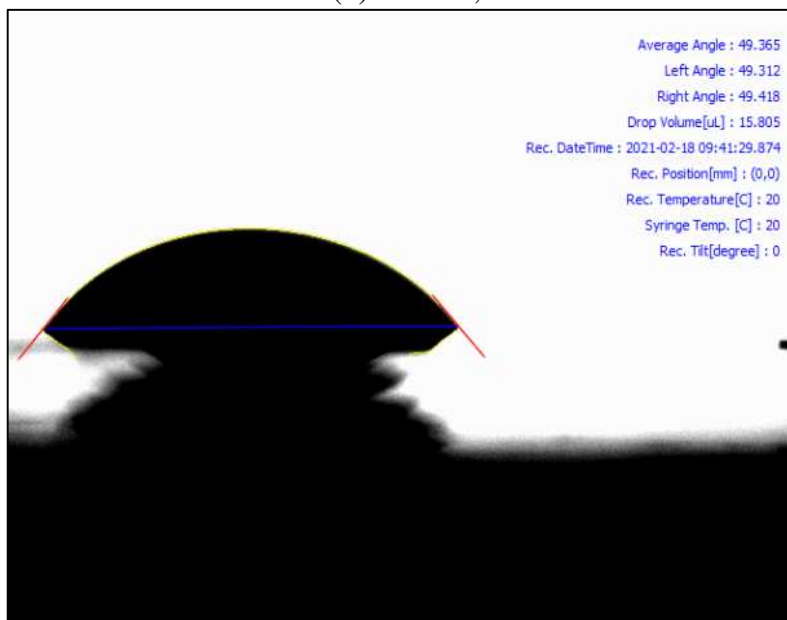 Average Angle : 49.365
Left Angle : 49.312
Right Angle : 49.418
Drop Volume[uL] : 15.805
Rec. DateTime : 2021-02-18 09:41:29.874
Rec. Position[mm] : (0,0)
Rec. Temperature[C] : 20
Syringe Temp. [C] : 20
Rec. Tilt[degree] : 0